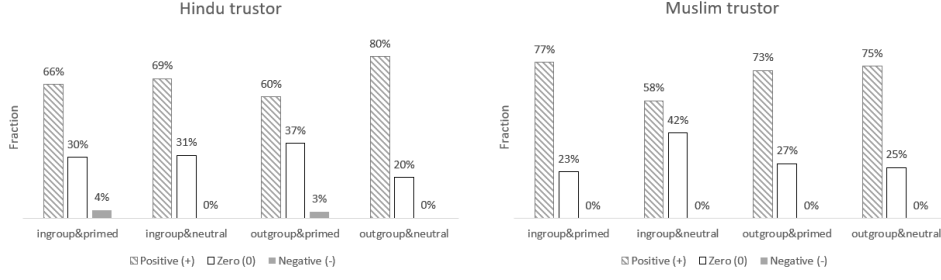 Hindu trustor
Fraction
66%
30%
4%
69%
31%
0%
60%
37%
3%
80%
20%
0%
ingroup&primed
ingroup&neutral
outgroup&primed
outgroup&neutral
Positive (+) Zero (0) Negative (-)
Muslim trustor
Fraction
77%
23%
0%
58%
42%
0%
73%
27%
0%
75%
25%
0%
ingroup&primed
ingroup&neutral
outgroup&primed
outgroup&neutral
Positive (+) Zero (0) Negative (-)